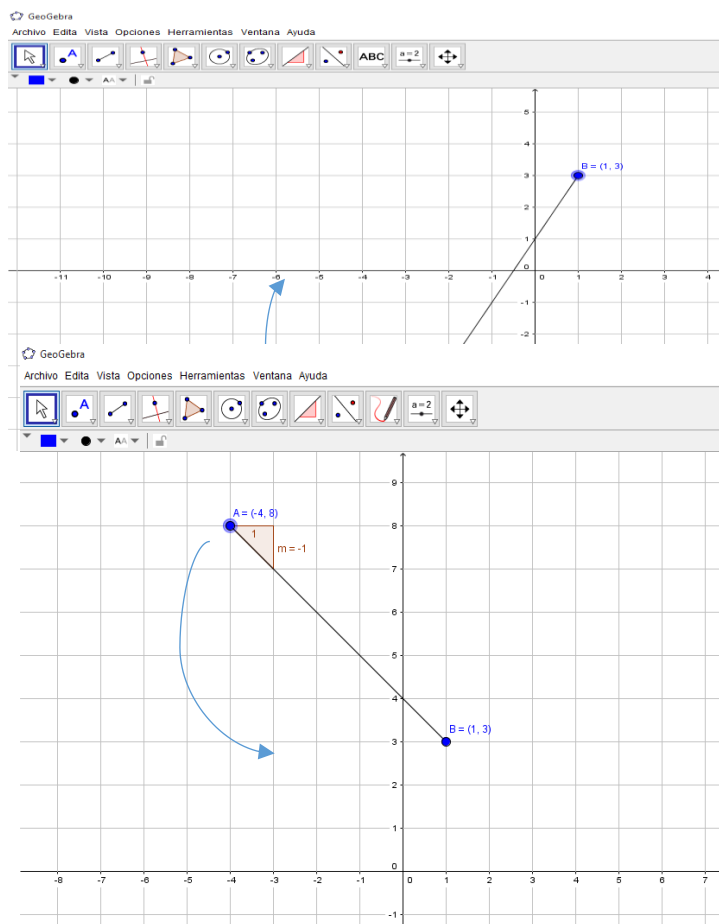 GeoGebra
Archivo Edita Vista Opciones Herramientas Ventana Ayuda
ABC a = 2
AA
5
4
B = (1, 3)
3
2
1
0
-11 -10 -9 -8 -7 -6 -5 -4 -3 -2 -1 0 1 2 3 4
-1
-2
GeoGebra
Archivo Edita Vista Opciones Herramientas Ventana Ayuda
A a = 2
AA
9
A = (-4, 8)
8
1
m = -1
7
6
5
4
B = (1, 3)
3
2
1
0
-8 -7 -6 -5 -4 -3 -2 -1 0 1 2 3 4 5 6 7
-1